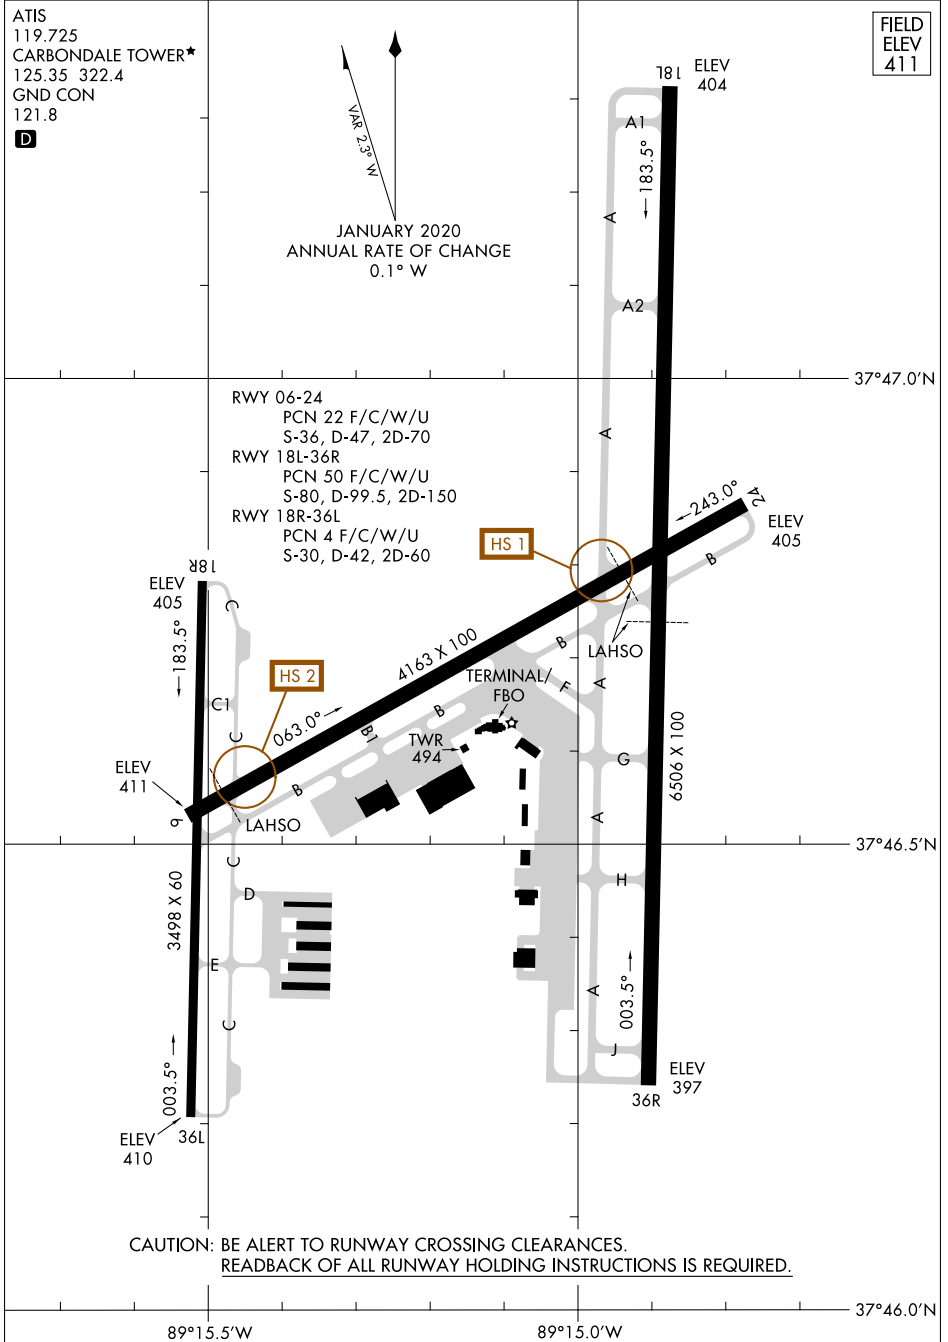 ATIS
119.725
CARBONDALE TOWER★
125.35 322.4
GND CON
121.8
D
FIELD
ELEV
411
VAR 2.3° W
JANUARY 2020
ANNUAL RATE OF CHANGE
0.1° W
18L
ELEV
404
A1
183.5°
A
A2
37°47.0'N
RWY 06-24
PCN 22 F/C/W/U
S-36, D-47, 2D-70
RWY 18L-36R
PCN 50 F/C/W/U
S-80, D-99.5, 2D-150
RWY 18R-36L
PCN 4 F/C/W/U
S-30, D-42, 2D-60
A
243.0°
24
ELEV
405
HS 1
B
18R
ELEV
405
C
183.5°
4163 X 100
B
LAHSO
HS 2
TERMINAL/
FBO
F
A
C1
C
063.0°
B1
B
TWR
494
G
6506 X 100
ELEV
411
B
9
LAHSO
A
37°46.5'N
C
D
H
3498 X 60
E
A
003.5°
C
J
003.5°
ELEV
397
36R
36L
ELEV
410
CAUTION: BE ALERT TO RUNWAY CROSSING CLEARANCES.
READBACK OF ALL RUNWAY HOLDING INSTRUCTIONS IS REQUIRED.
37°46.0'N
89°15.5'W
89°15.0'W